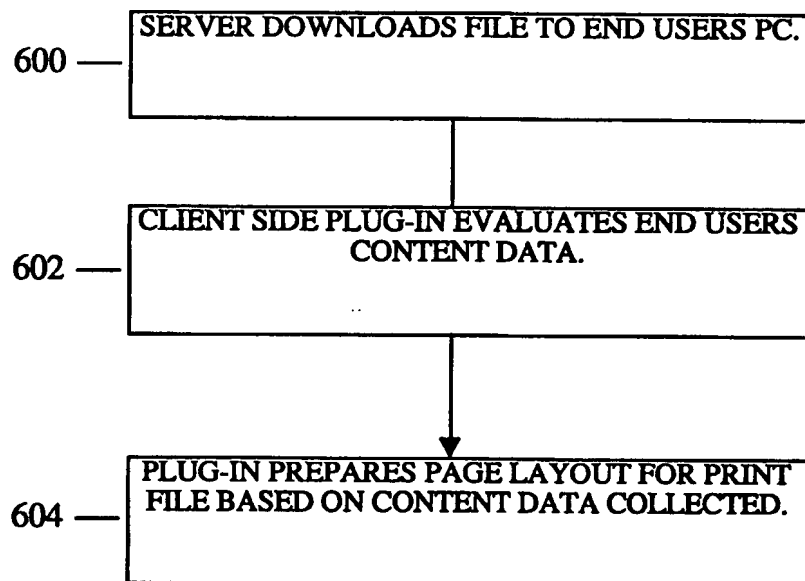 SERVER DOWNLOADS FILE TO END USERS PC.
600
CLIENT SIDE PLUG-IN EVALUATES END USERS
CONTENT DATA.
602
PLUG-IN PREPARES PAGE LAYOUT FOR PRINT
FILE BASED ON CONTENT DATA COLLECTED.
604